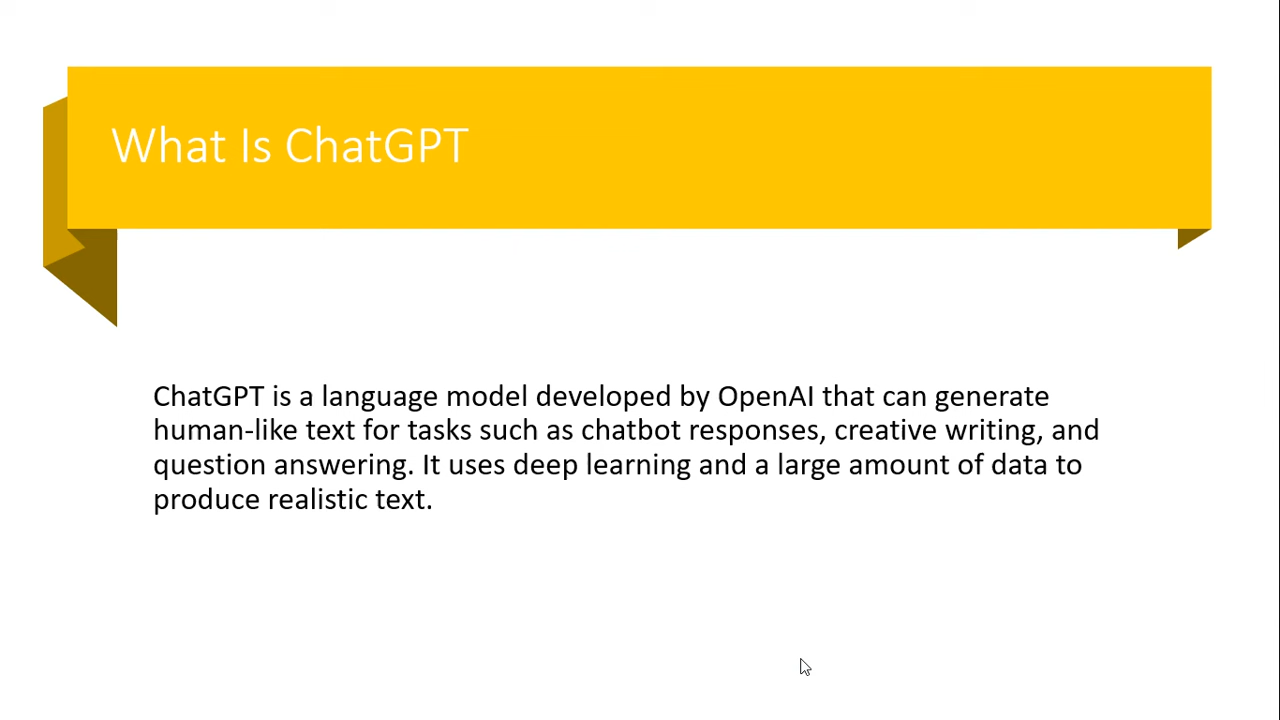 What Is ChatGPT
ChatGPT is a language model developed by OpenAI that can generate
human-like text for tasks such as chatbot responses, creative writing, and
question answering. It uses deep learning and a large amount of data to
produce realistic text.